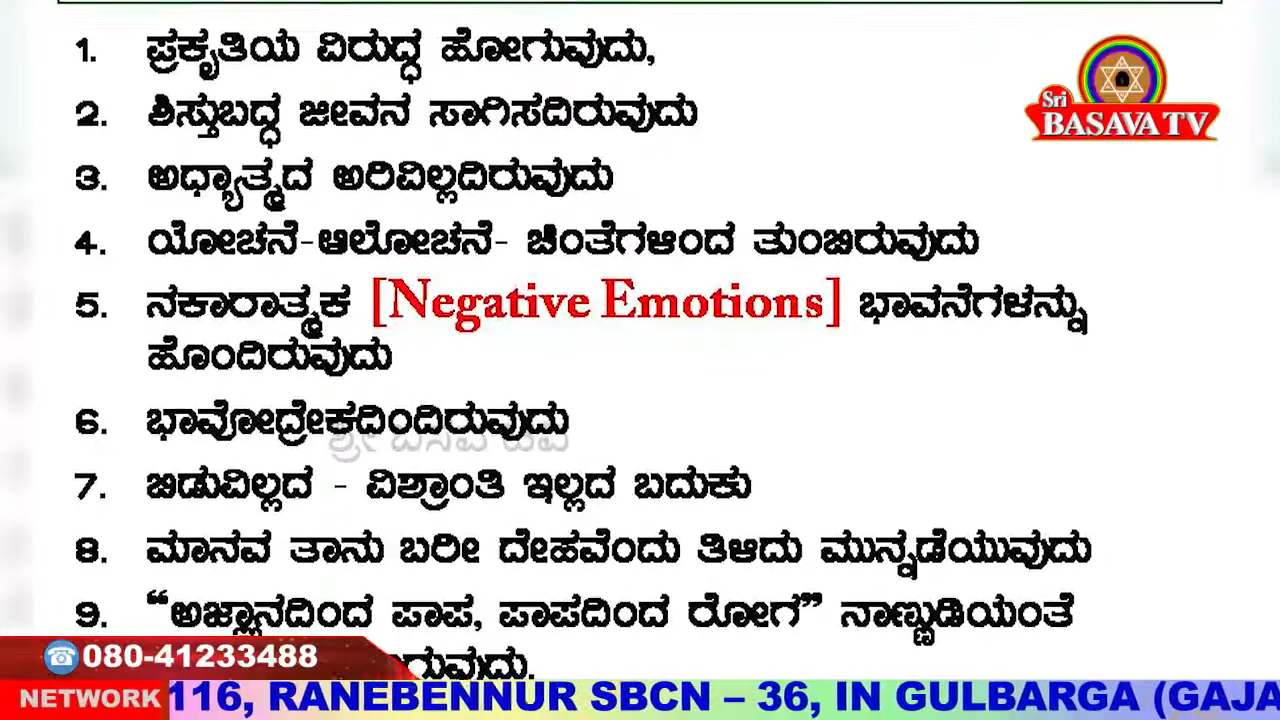 1. ಪ್ರಕೃತಿಯ ವಿರುದ್ಧ ಹೋಗುವುದು,
Sri
BASAVA TV
2. ಶಿಸ್ತುಬದ್ಧ ಜೀವನ ಸಾಗಿಸದಿರುವುದು
3. ಅಧ್ಯಾತ್ಮದ ಅರಿವಿಲ್ಲದಿರುವುದು
4. ಯೋಚನೆ-ಆಲೋಚನೆ- ಚಿಂತೆಗಳಿಂದ ತುಂಬಿರುವುದು
5. ನಕಾರಾತ್ಮಕ [Negative Emotions] ಭಾವನೆಗಳನ್ನು
ಹೊಂದಿರುವುದು
6. ಭಾವೋದ್ರೇಕದಿಂದಿರುವುದು
ಶ್ರೀ ಬಸವ ಟಿವಿ
7. ಬಿಡುವಿಲ್ಲದ - ವಿಶ್ರಾಂತಿ ಇಲ್ಲದ ಬದುಕು
8. ಮಾನವ ತಾನು ಬರೀ ದೇಹವೆಂದು ತಿಳಿದು ಮುನ್ನಡೆಯುವುದು
9. “ಅಜ್ಞಾನದಿಂದ ಪಾಪ, ಪಾಪದಿಂದ ರೋಗ” ನಾಣ್ಣುಡಿಯಂತೆ
080-41233488
NETWORK 116, RANEBENNUR SBCN – 36, IN GULBARGA (GAJA